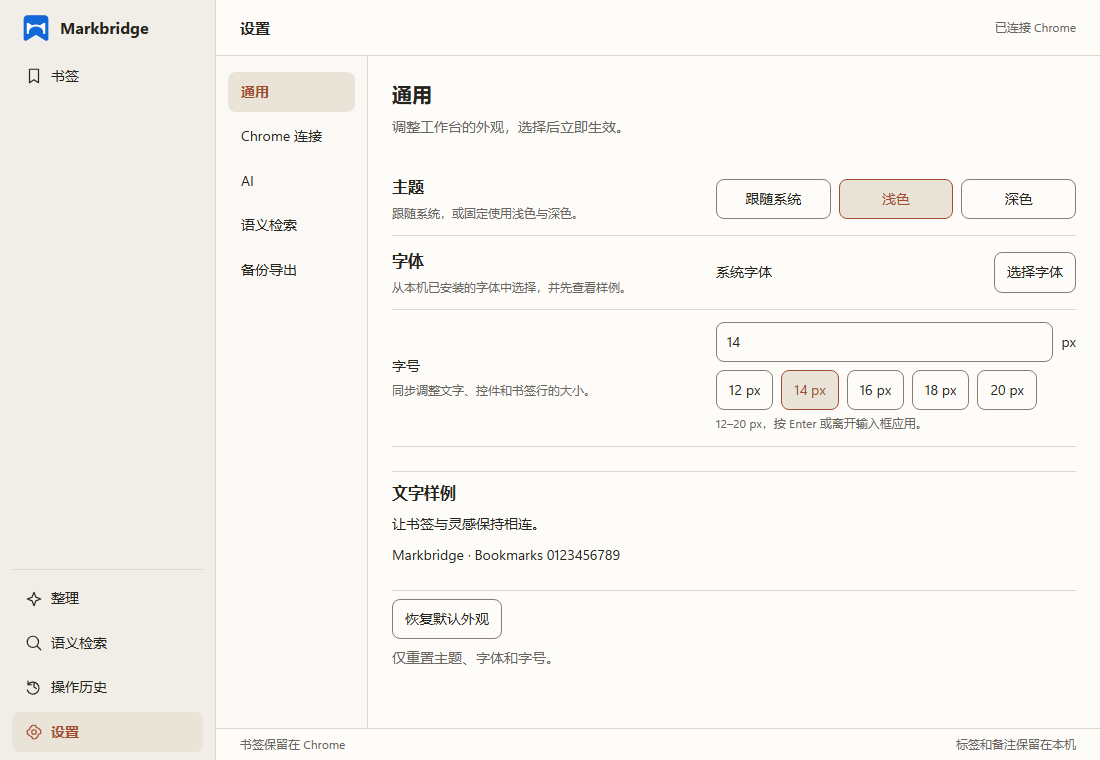 Markbridge
书签
整理
语义检索
操作历史
设置
设置
已连接 Chrome
通用
Chrome 连接
AI
语义检索
备份导出
通用
调整工作台的外观，选择后立即生效。
主题
跟随系统，或固定使用浅色与深色。
跟随系统
浅色
深色
字体
从本机已安装的字体中选择，并先查看样例。
系统字体
选择字体
字号
同步调整文字、控件和书签行的大小。
14
px
12 px
14 px
16 px
18 px
20 px
12–20 px，按 Enter 或离开输入框应用。
文字样例
让书签与灵感保持相连。
Markbridge · Bookmarks 0123456789
恢复默认外观
仅重置主题、字体和字号。
书签保留在 Chrome
标签和备注保留在本机